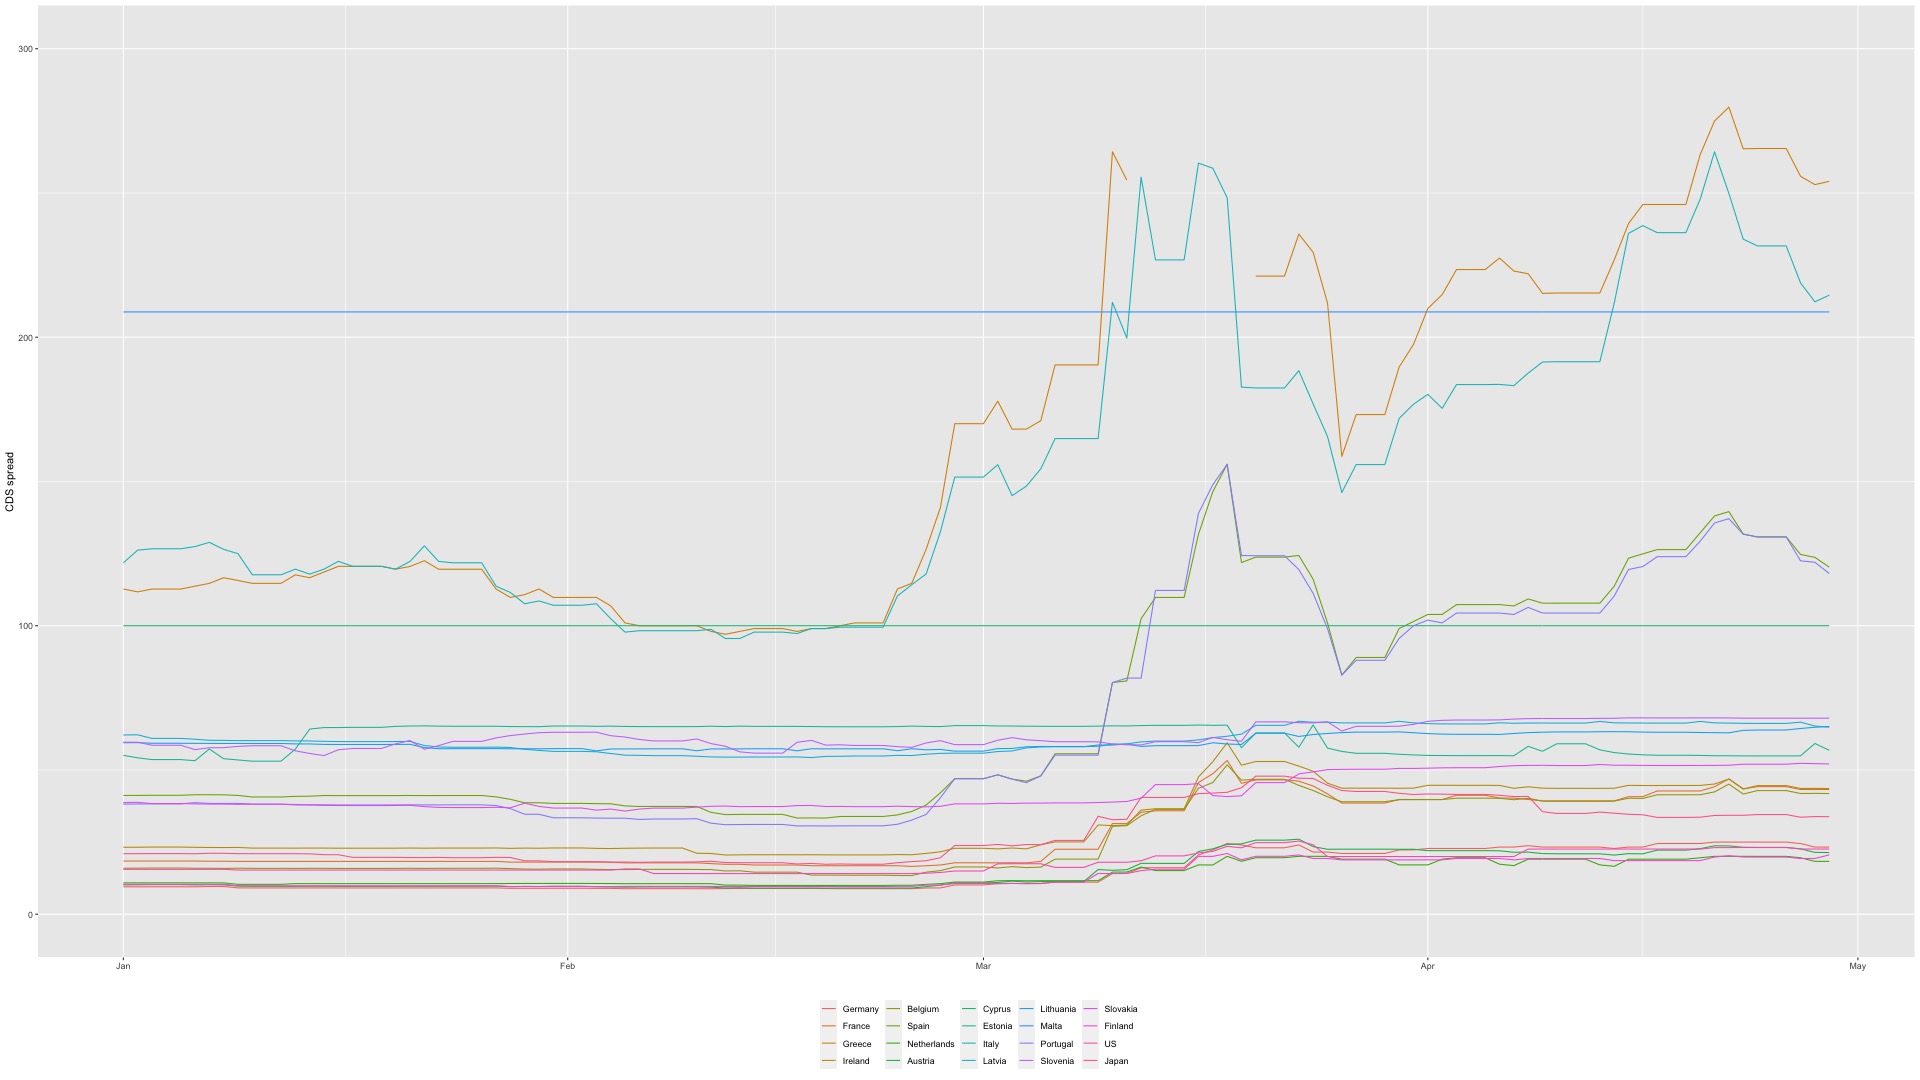 300
200
CDS spread
100
0
Jan Feb Mar Apr May
Germany Belgium Cyprus Lithuania Slovakia
France Spain Estonia Malta Finland
Greece Netherlands Italy Portugal US
Ireland Austria Latvia Slovenia Japan